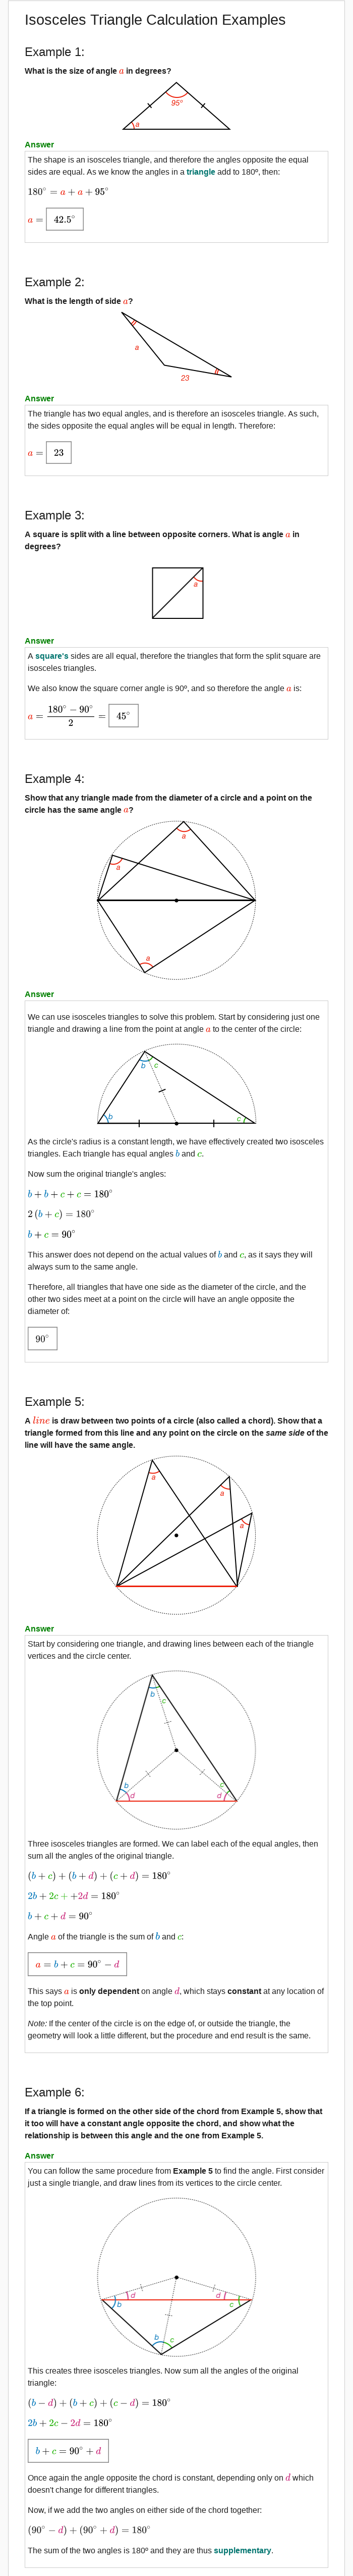 Isosceles Triangle Calculation Examples
Example 1:
What is the size of angle a in degrees?
95°
a
Answer
The shape is an isosceles triangle, and therefore the angles opposite the equal
sides are equal. As we know the angles in a triangle add to 180º, then:
180° = a + a + 95°
a = 42.5°
Example 2:
What is the length of side a?
a
23
Answer
The triangle has two equal angles, and is therefore an isosceles triangle. As such,
the sides opposite the equal angles will be equal in length. Therefore:
a = 23
Example 3:
A square is split with a line between opposite corners. What is angle a in
degrees?
a
Answer
A square's sides are all equal, therefore the triangles that form the split square are
isosceles triangles.
We also know the square corner angle is 90º, and so therefore the angle a is:
a = (180° − 90°) / 2 = 45°
Example 4:
Show that any triangle made from the diameter of a circle and a point on the
circle has the same angle a?
a
a
a
Answer
We can use isosceles triangles to solve this problem. Start by considering just one
triangle and drawing a line from the point at angle a to the center of the circle:
b c
b c
As the circle's radius is a constant length, we have effectively created two isosceles
triangles. Each triangle has equal angles b and c.
Now sum the original triangle's angles:
b + b + c + c = 180°
2 (b + c) = 180°
b + c = 90°
This answer does not depend on the actual values of b and c, as it says they will
always sum to the same angle.
Therefore, all triangles that have one side as the diameter of the circle, and the
other two sides meet at a point on the circle will have an angle opposite the
diameter of:
90°
Example 5:
A line is draw between two points of a circle (also called a chord). Show that a
triangle formed from this line and any point on the circle on the same side of the
line will have the same angle.
a
a
a
Answer
Start by considering one triangle, and drawing lines between each of the triangle
vertices and the circle center.
b
c
b c
d d
Three isosceles triangles are formed. We can label each of the equal angles, then
sum all the angles of the original triangle.
(b + c) + (b + d) + (c + d) = 180°
2b + 2c + +2d = 180°
b + c + d = 90°
Angle a of the triangle is the sum of b and c:
a = b + c = 90° − d
This says a is only dependent on angle d, which stays constant at any location of
the top point.
Note: If the center of the circle is on the edge of, or outside the triangle, the
geometry will look a little different, but the procedure and end result is the same.
Example 6:
If a triangle is formed on the other side of the chord from Example 5, show that
it too will have a constant angle opposite the chord, and show what the
relationship is between this angle and the one from Example 5.
Answer
You can follow the same procedure from Example 5 to find the angle. First consider
just a single triangle, and draw lines from its vertices to the circle center.
d d
b c
b c
This creates three isosceles triangles. Now sum all the angles of the original
triangle:
(b − d) + (b + c) + (c − d) = 180°
2b + 2c − 2d = 180°
b + c = 90° + d
Once again the angle opposite the chord is constant, depending only on d which
doesn't change for different triangles.
Now, if we add the two angles on either side of the chord together:
(90° − d) + (90° + d) = 180°
The sum of the two angles is 180º and they are thus supplementary.